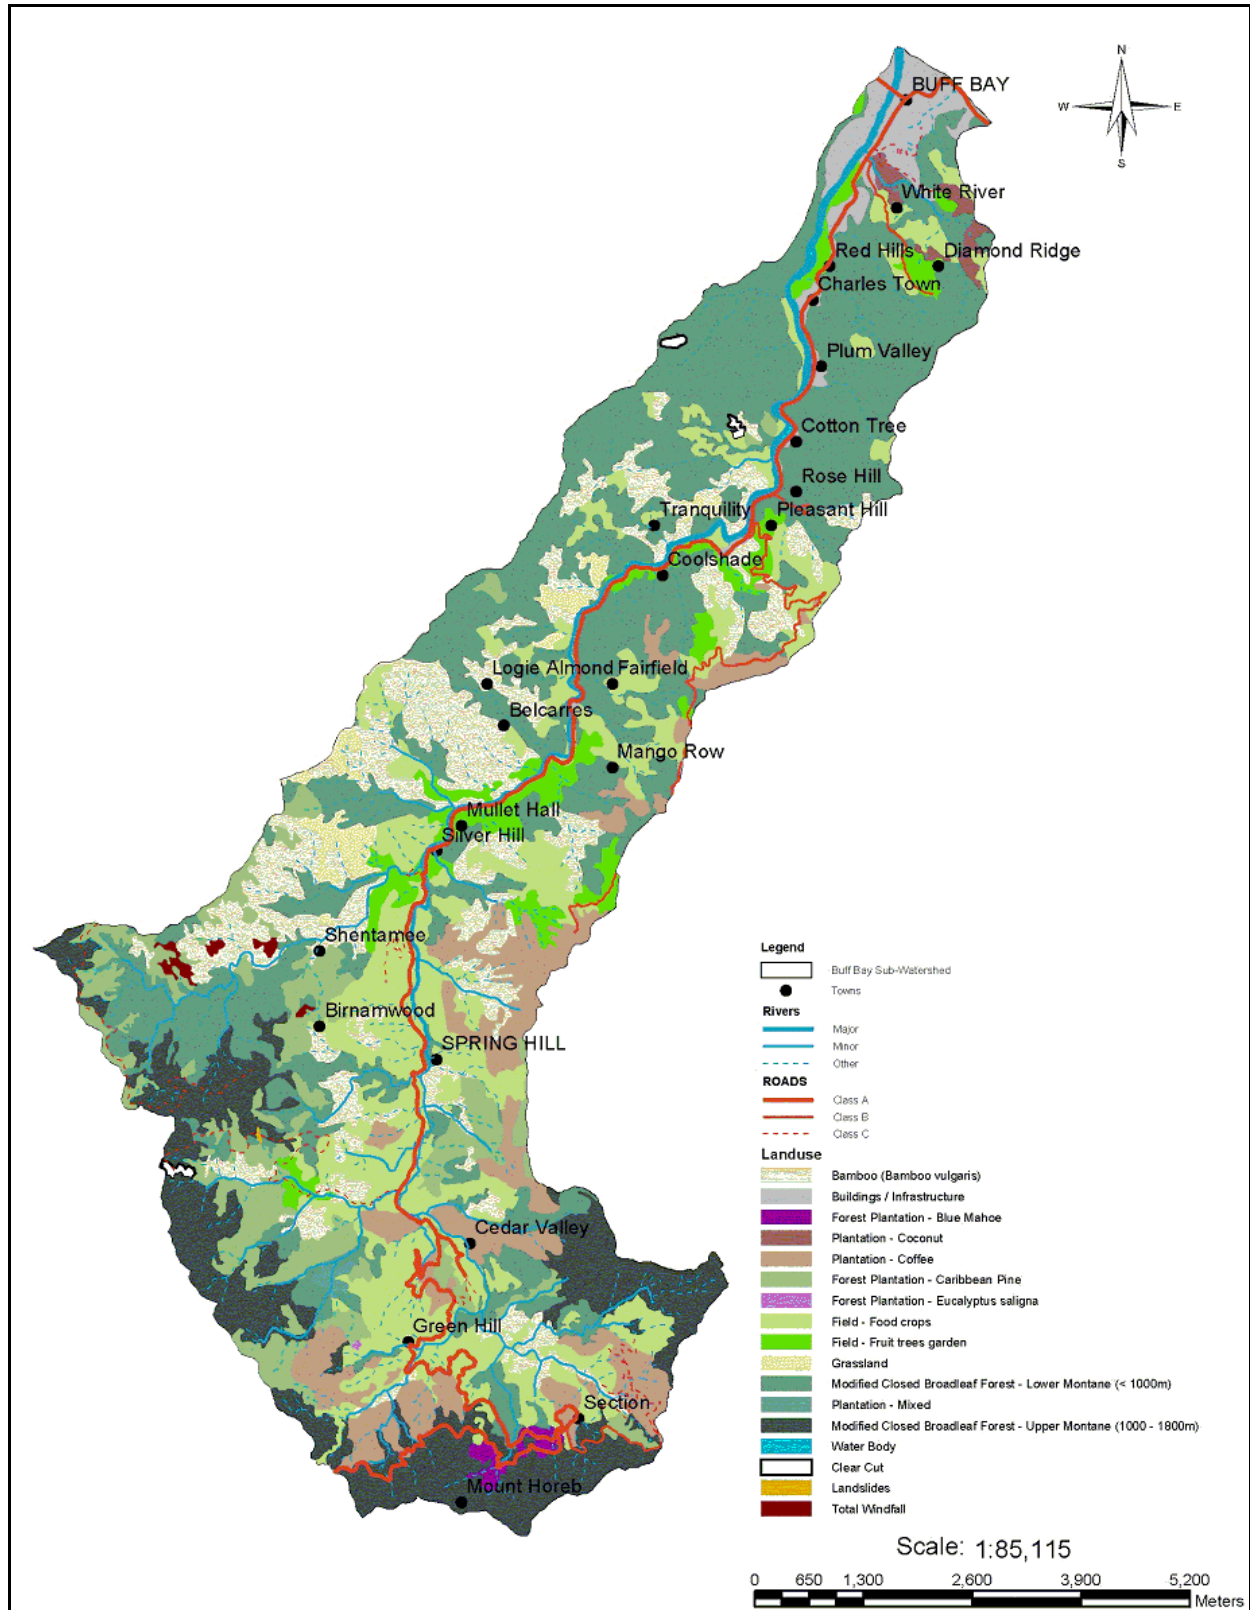 N
BUFF BAY
W E
S
White River
Red Hills
Diamond Ridge
Charles Town
Plum Valley
Cotton Tree
Rose Hill
Tranquility
Pleasant Hill
Coolshade
Logie Almond
Fairfield
Belcarres
Mango Row
Mullet Hall
Silver Hill
Shentamee
Birnamwood
SPRING HILL
Cedar Valley
Green Hill
Section
Mount Horeb
Legend
Buff Bay Sub-Watershed
Towns
Rivers
Major
Minor
Other
ROADS
Class A
Class B
Class C
Landuse
Bamboo (Bamboo vulgaris)
Buildings / Infrastructure
Forest Plantation - Blue Mahoe
Plantation - Coconut
Plantation - Coffee
Forest Plantation - Caribbean Pine
Forest Plantation - Eucalyptus saligna
Field - Food crops
Field - Fruit trees garden
Grassland
Modified Closed Broadleaf Forest - Lower Montane (< 1000m)
Plantation - Mixed
Modified Closed Broadleaf Forest - Upper Montane (1000 - 1800m)
Water Body
Clear Cut
Landslides
Total Windfall
Scale: 1:85,115
0 650 1,300 2,600 3,900 5,200
Meters